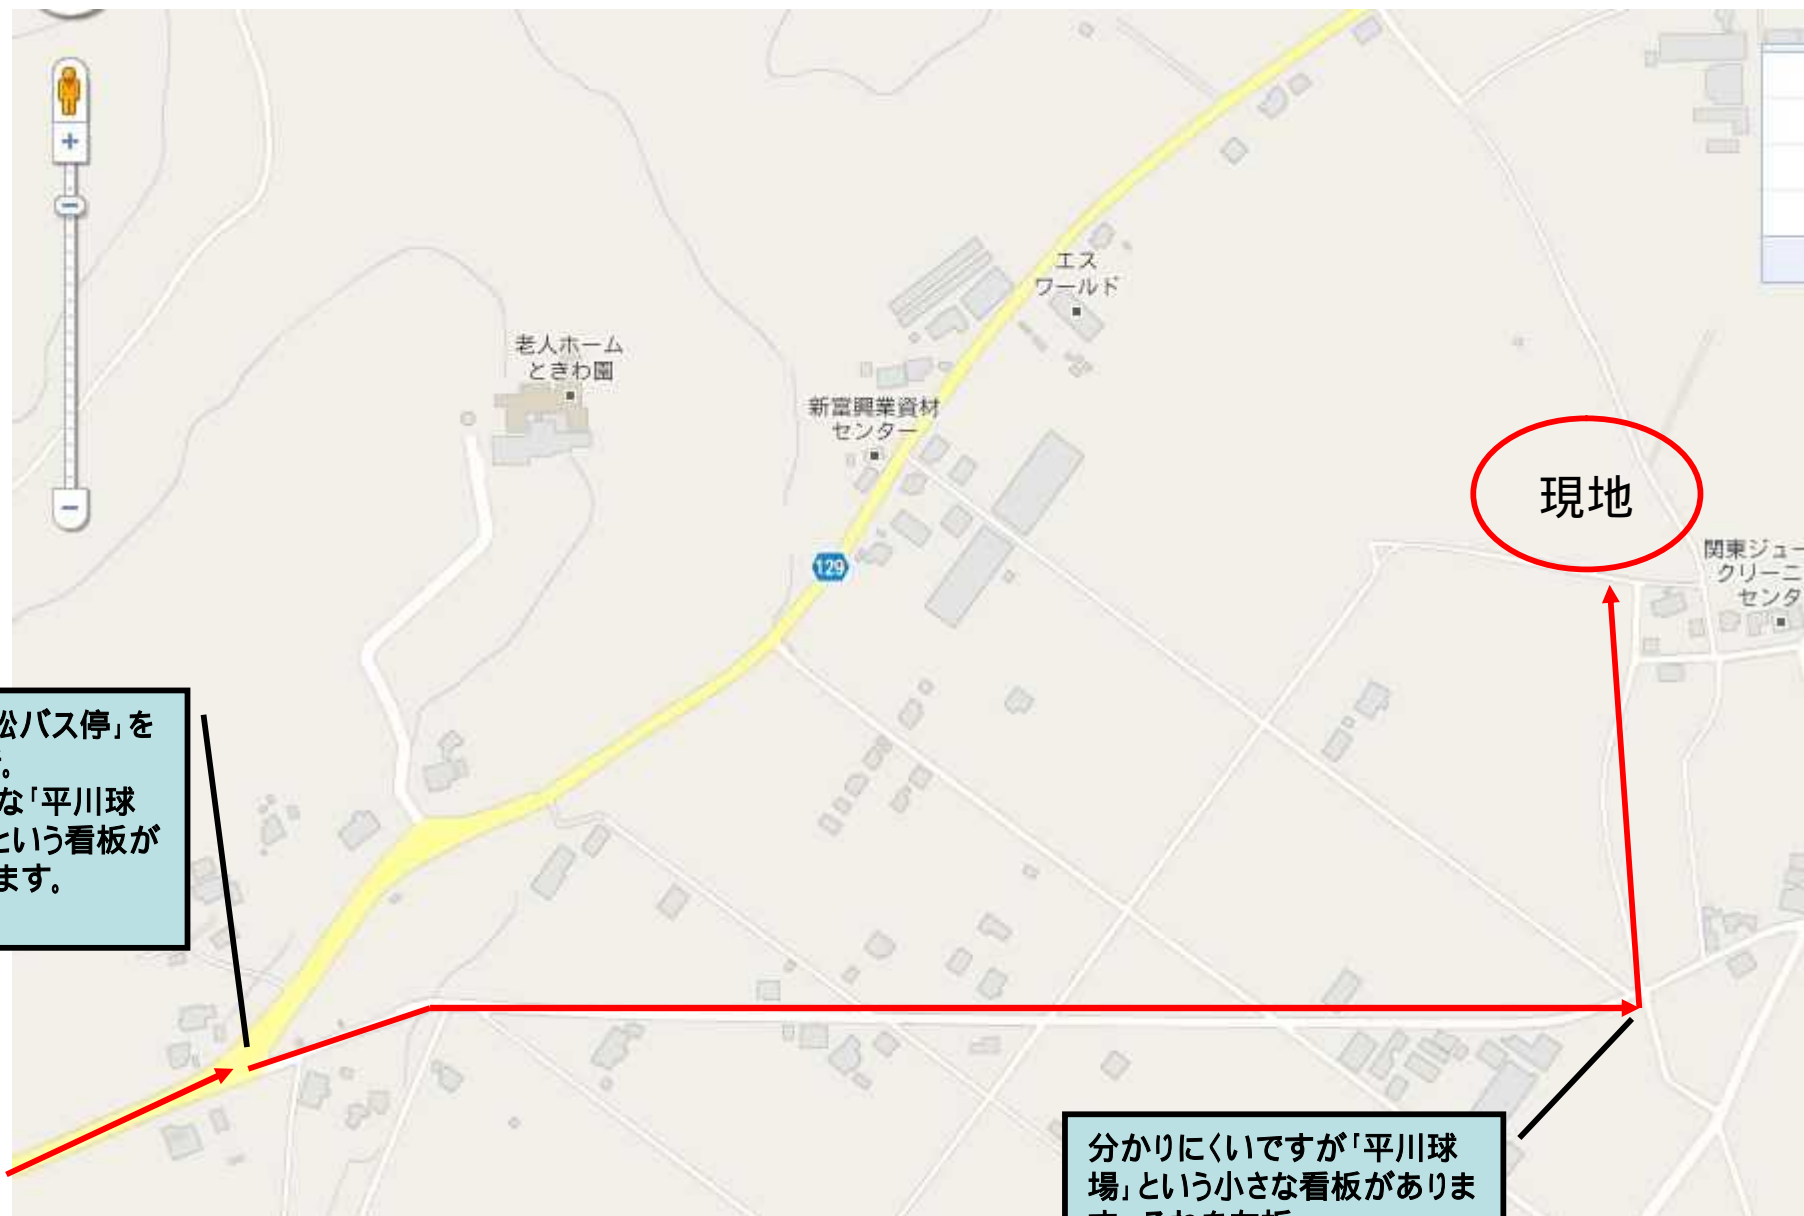 エス
ワールド
老人ホーム
ときわ園
新富興業資材
センター
現地
129
関東ジュー
クリーニ
センタ
松バス停」を
な「平川球
という看板が
ます。
分かりにくいですが「平川球
場」という小さな看板がありま